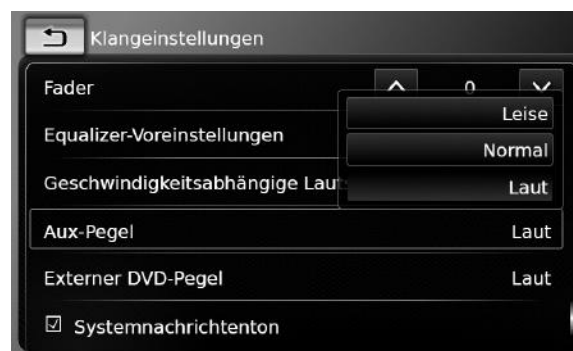 Klangeinstellungen
Fader 0
Leise
Equalizer-Voreinstellungen
Normal
Geschwindigkeitsabhängige Laut
Laut
Aux-Pegel Laut
Externer DVD-Pegel Laut
Systemnachrichtenton